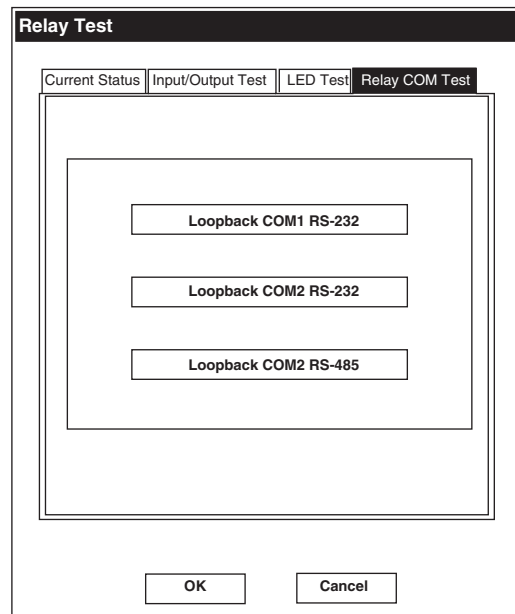 Relay Test
Current Status Input/Output Test LED Test Relay COM Test
Loopback COM1 RS-232
Loopback COM2 RS-232
Loopback COM2 RS-485
OK Cancel